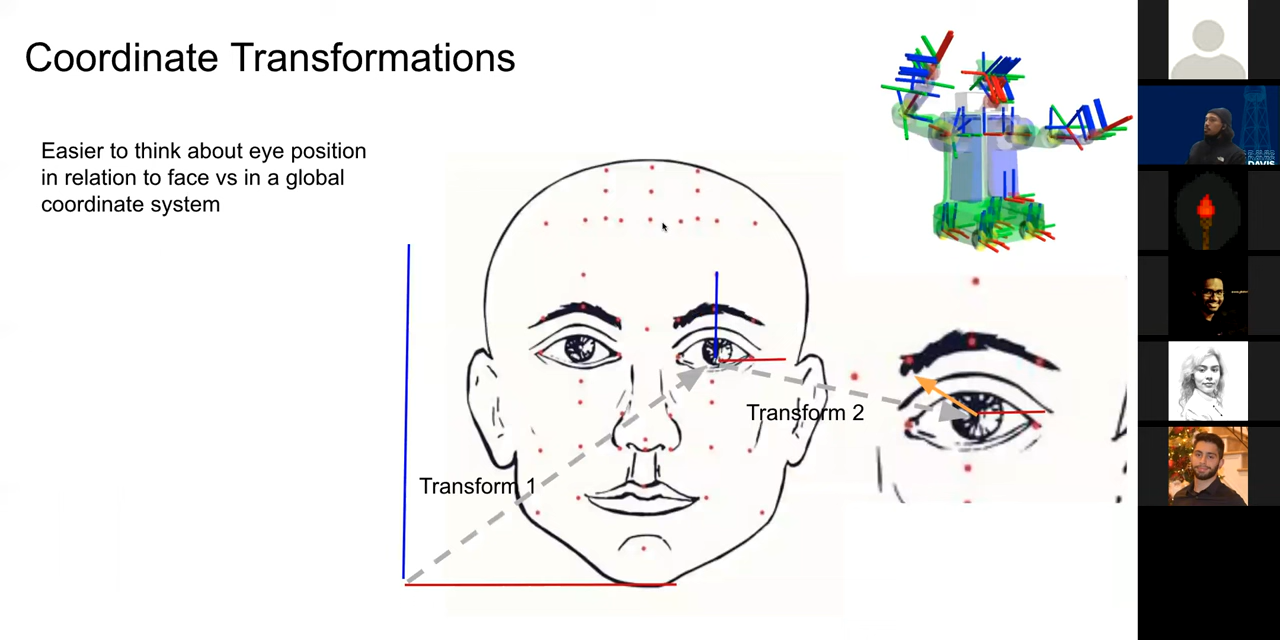 Coordinate Transformations
Easier to think about eye position
in relation to face vs in a global
coordinate system
Transform 1
Transform 2
DAVIS